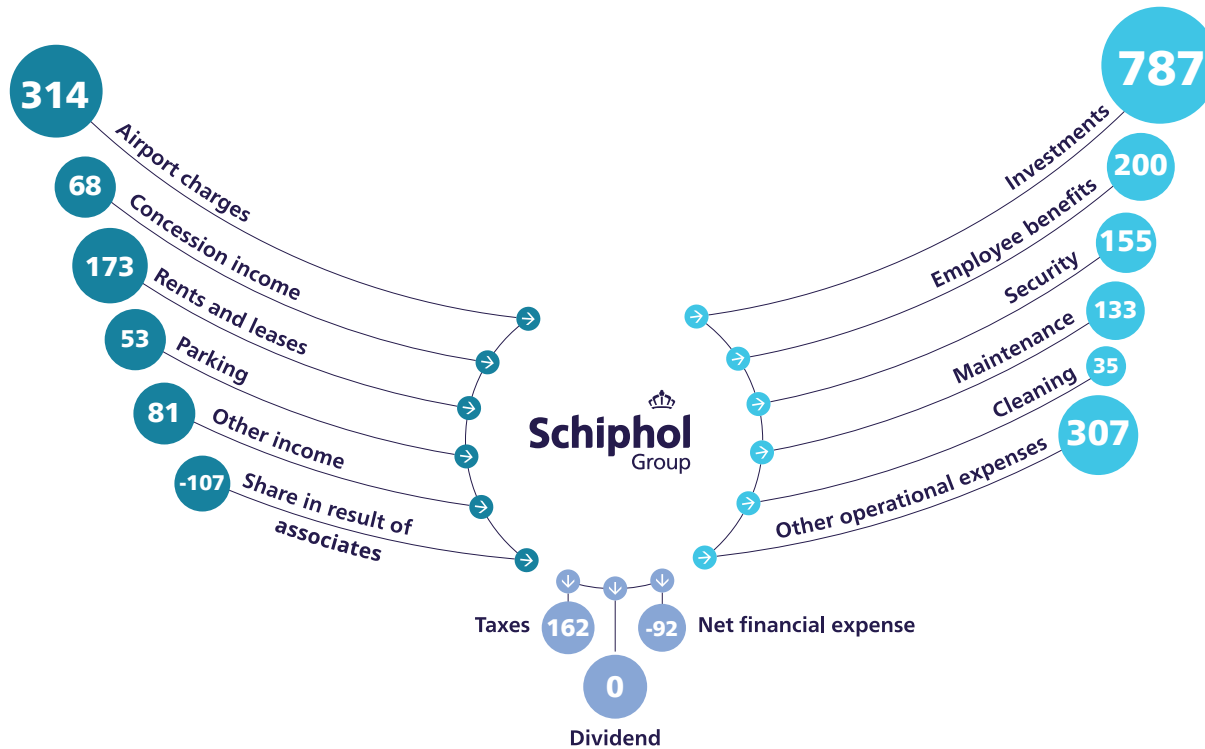 314
Airport charges
68
Concession income
173
Rents and leases
53
Parking
81
Other income
-107
Share in result of
associates
Schiphol
Group
787
Investments
200
Employee benefits
155
Security
133
Maintenance
35
Cleaning
307
Other operational expenses
Taxes
162
-92
Net financial expense
0
Dividend